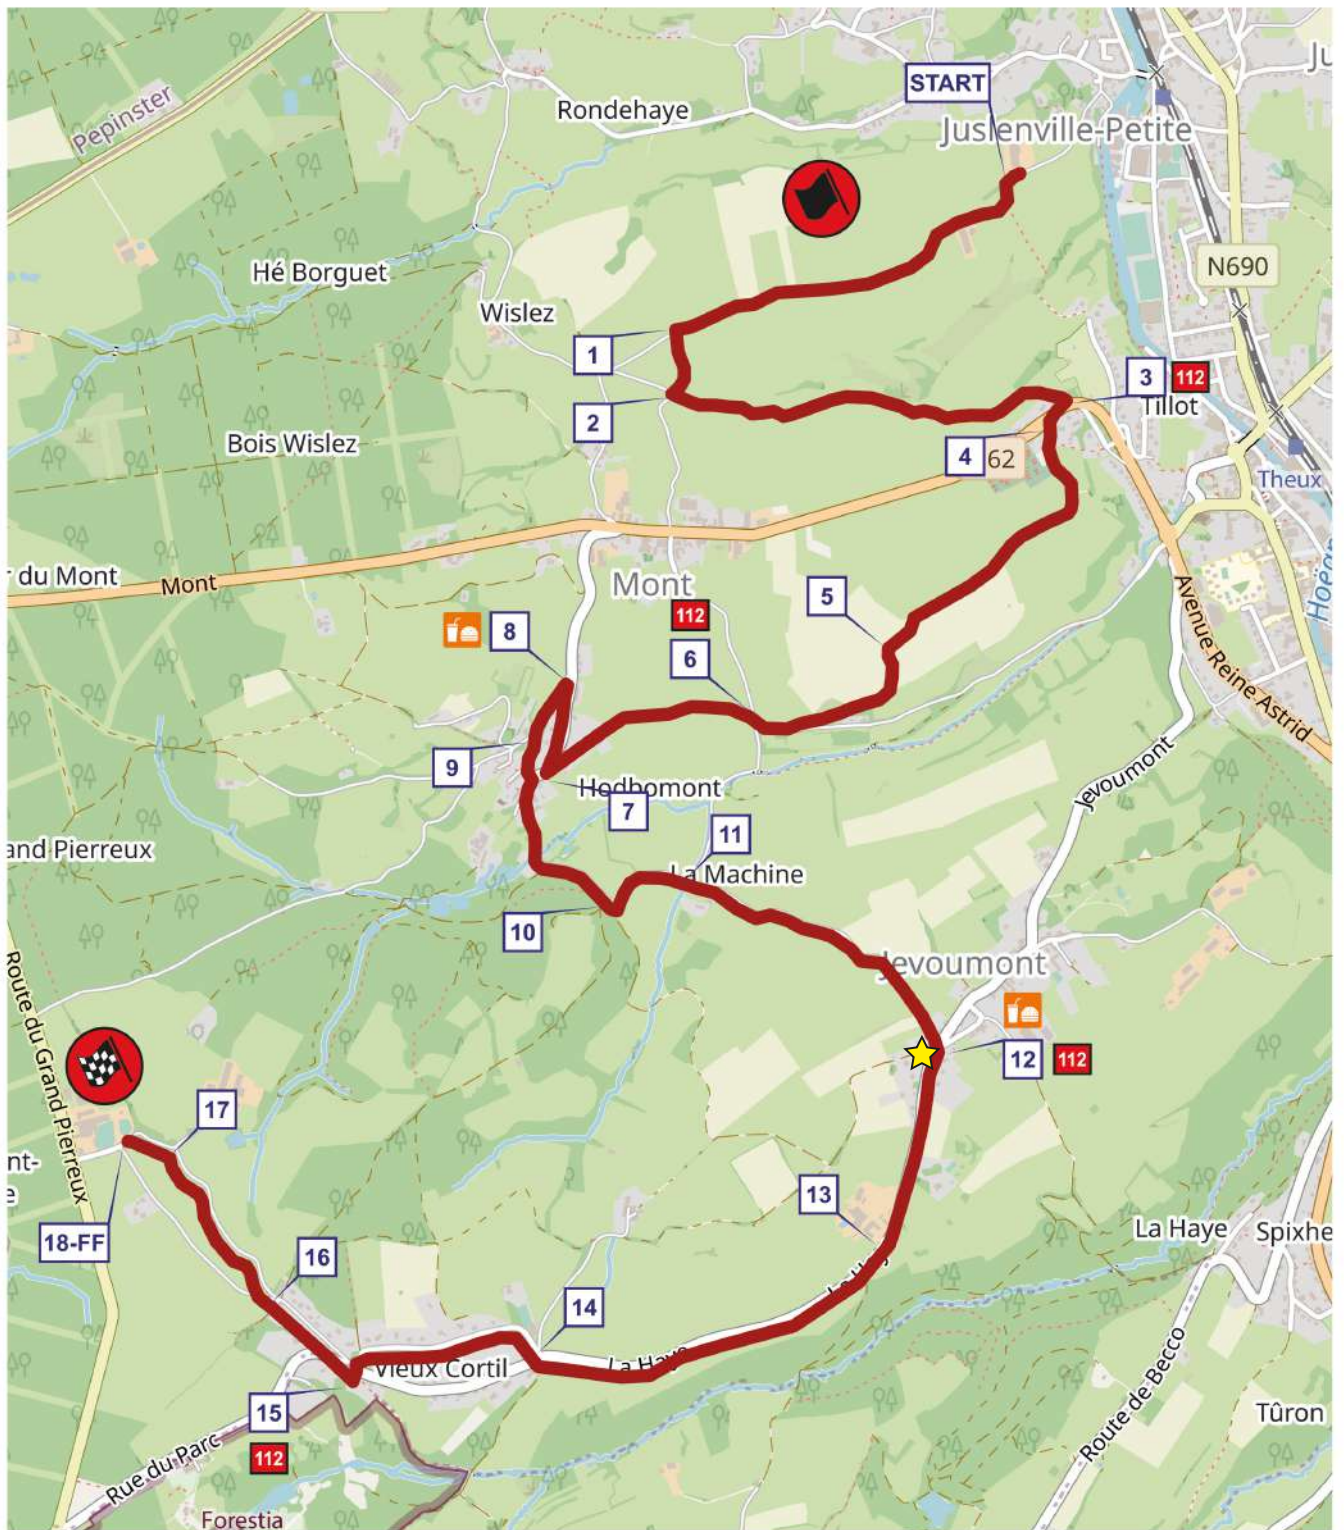 Ju
START
Rondehaye
Pepinster
Juslenville-Petite
N690
Hé Borguet
Wislez
1
3
112
2
Tillot
Bois Wislez
4
62
Theux
r du Mont
Mont
Mont
5
112
8
6
Avenue Reine Astrid
9
Hodbomont
7
Jevoumont
11
and Pierreux
La Machine
10
Jevoumont
Route du Grand Pierreux
12
112
17
nt-
e
13
18-FF
La Haye
Spixhe
16
14
La Haye
Vieux Cortil
Route de Becco
15
Tûron
112
Rue du Parc
Forestia